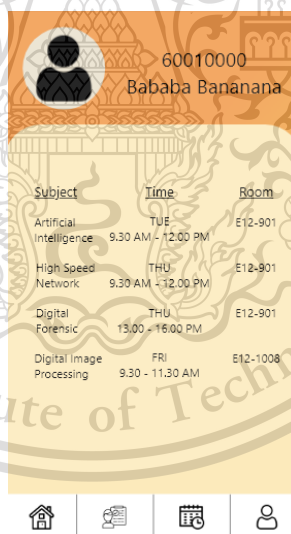 60010000
Bababa Bananana
Subject Time Room
Artificial TUE E12-901
Intelligence 9.30 AM - 12.00 PM
High Speed THU E12-901
Network 9.30 AM - 12.00 PM
Digital THU E12-901
Forensic 13.00 - 16.00 PM
Digital Image FRI E12-1008
Processing 9.30 - 11.30 AM
ute of Techn